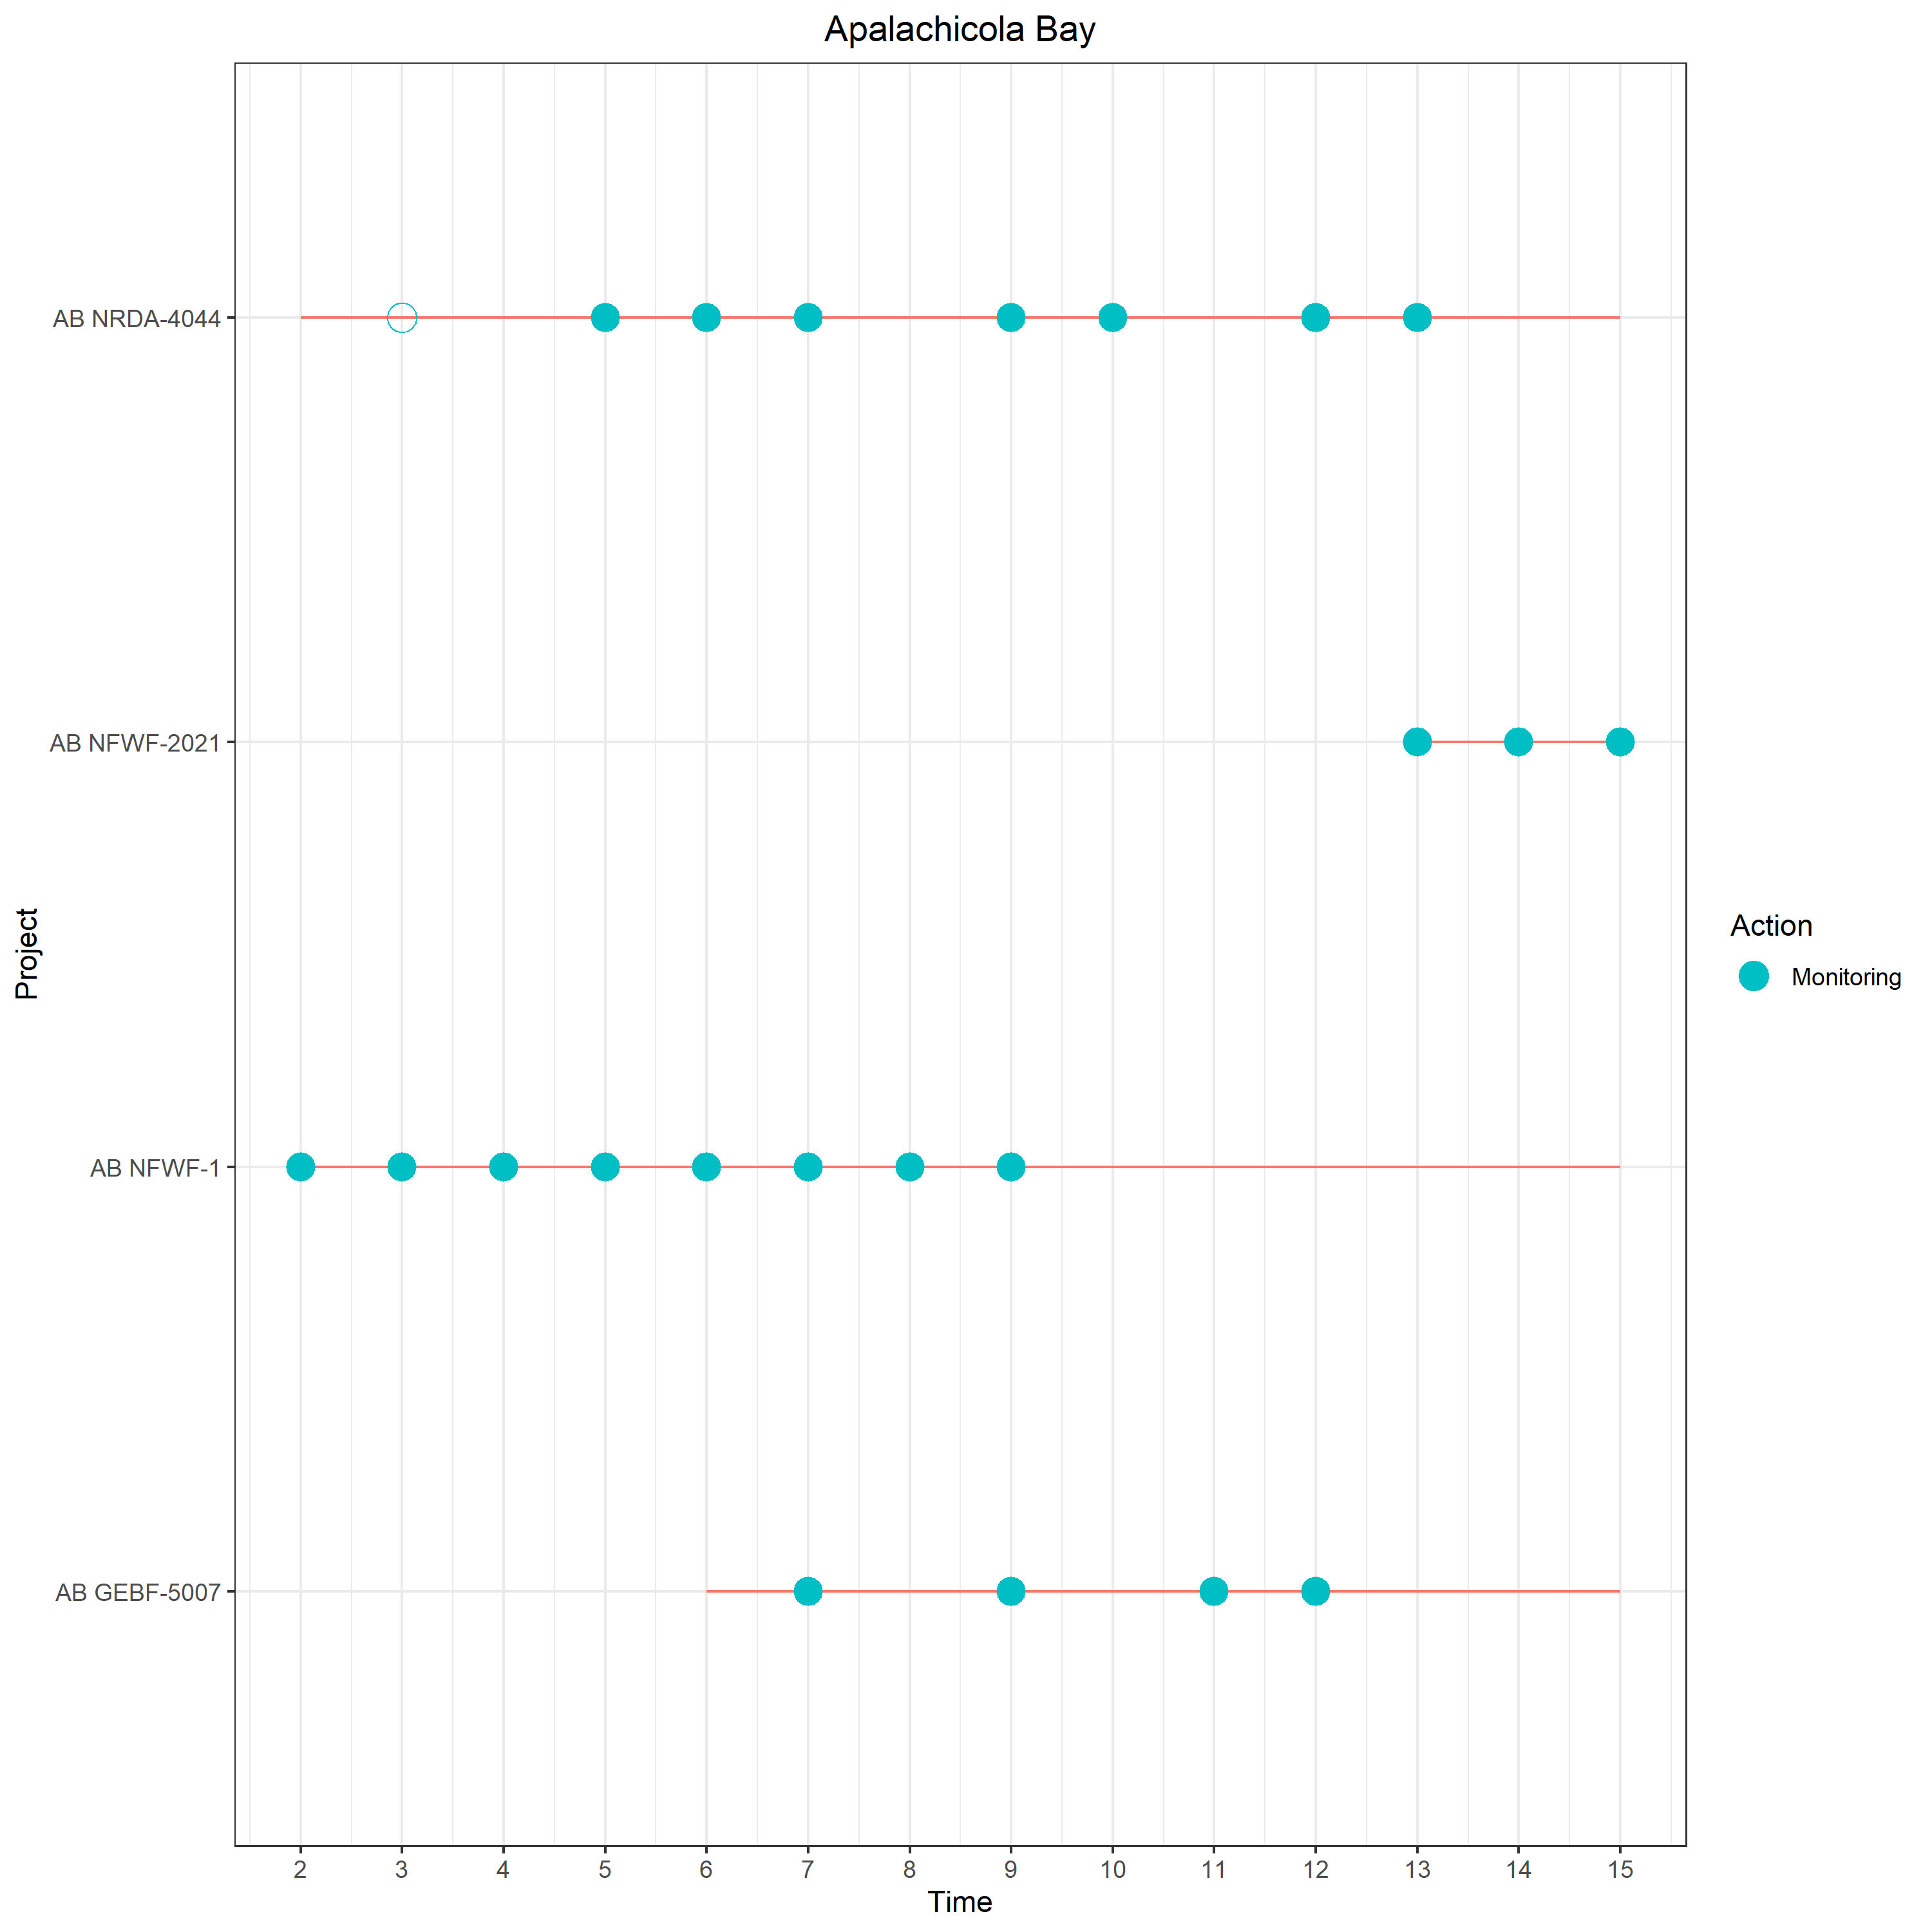 Apalachicola Bay
AB NRDA-4044
AB NFWF-2021
AB NFWF-1
AB GEBF-5007
Project
2 3 4 5 6 7 8 9 10 11 12 13 14 15
Time
Action
Monitoring